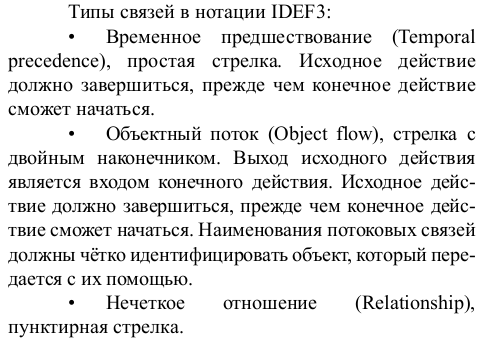 Типы связей в нотации IDEF3:
• Временное предшествование (Temporal
precedence), простая стрелка. Исходное действие
должно завершиться, прежде чем конечное действие
сможет начаться.
• Объектный поток (Object flow), стрелка с
двойным наконечником. Выход исходного действия
является входом конечного действия. Исходное дейс-
твие должно завершиться, прежде чем конечное дейс-
твие сможет начаться. Наименования потоковых связей
должны чётко идентифицировать объект, который пере-
дается с их помощью.
• Нечеткое отношение (Relationship),
пунктирная стрелка.